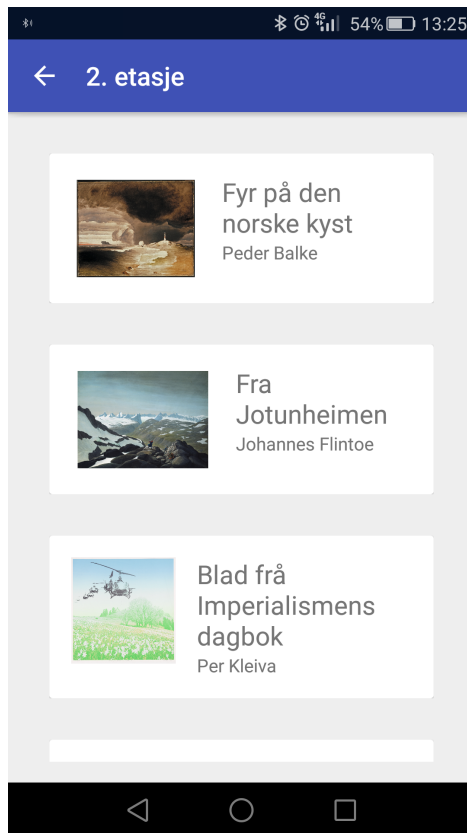 4G 54% 13:25
2. etasje
Fyr på den
norske kyst
Peder Balke
Fra
Jotunheimen
Johannes Flintoe
Blad frå
Imperialismens
dagbok
Per Kleiva